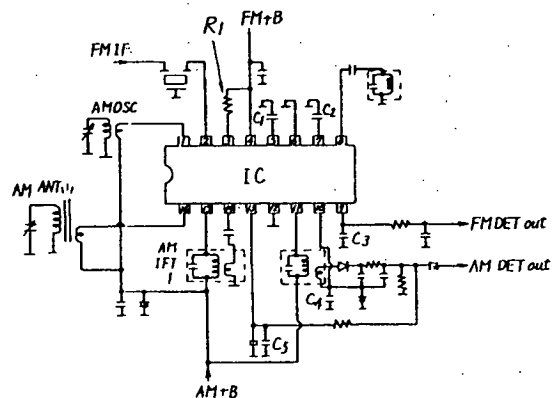 FM+B
R1
FM IF
C1
C2
AM OSC
IC
AM ANT
C3
FM DET out
AM
IFT
1
AM DET out
C4
C5
AM+B